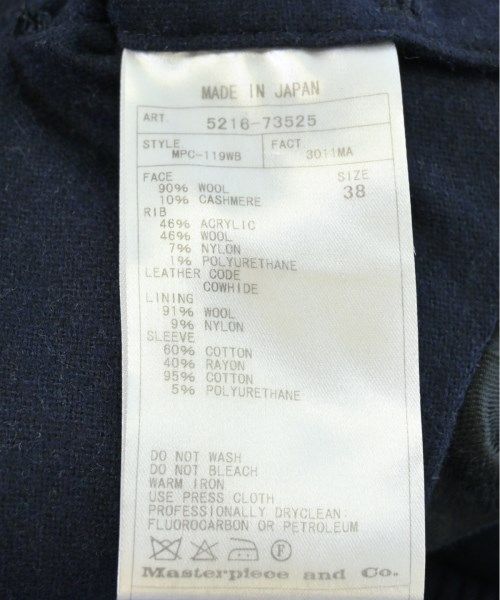 MADE IN JAPAN
ART. 5216-73525
STYLE FACT.
MPC-119WB 3011MA
FACE SIZE
90% WOOL 38
10% CASHMERE
RIB
46% ACRYLIC
46% WOOL
7% NYLON
1% POLYURETHANE
LEATHER CODE
COWHIDE
LINING
91% WOOL
9% NYLON
SLEEVE
60% COTTON
40% RAYON
95% COTTON
5% POLYURETHANE
DO NOT WASH
DO NOT BLEACH
WARM IRON
USE PRESS CLOTH
PROFESSIONALLY DRYCLEAN:
FLUOROCARBON OR PETROLEUM
F
Masterpiece and Co.